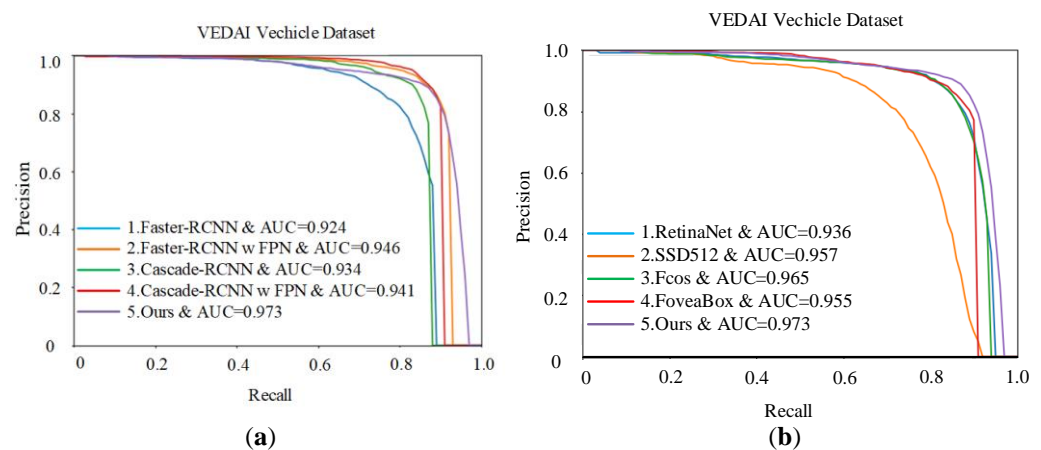 VEDAI Vechicle Dataset
1.0
0.8
0.6
0.4
0.2
0
Precision
1.Faster-RCNN & AUC=0.924
2.Faster-RCNN w FPN & AUC=0.946
3.Cascade-RCNN & AUC=0.934
4.Cascade-RCNN w FPN & AUC=0.941
5.Ours & AUC=0.973
0 0.2 0.4 0.6 0.8 1.0
Recall
(a)
VEDAI Vechicle Dataset
1.0
0.8
0.6
0.4
0.2
0
Precision
1.RetinaNet & AUC=0.936
2.SSD512 & AUC=0.957
3.Fcos & AUC=0.965
4.FoveaBox & AUC=0.955
5.Ours & AUC=0.973
0 0.2 0.4 0.6 0.8 1.0
Recall
(b)